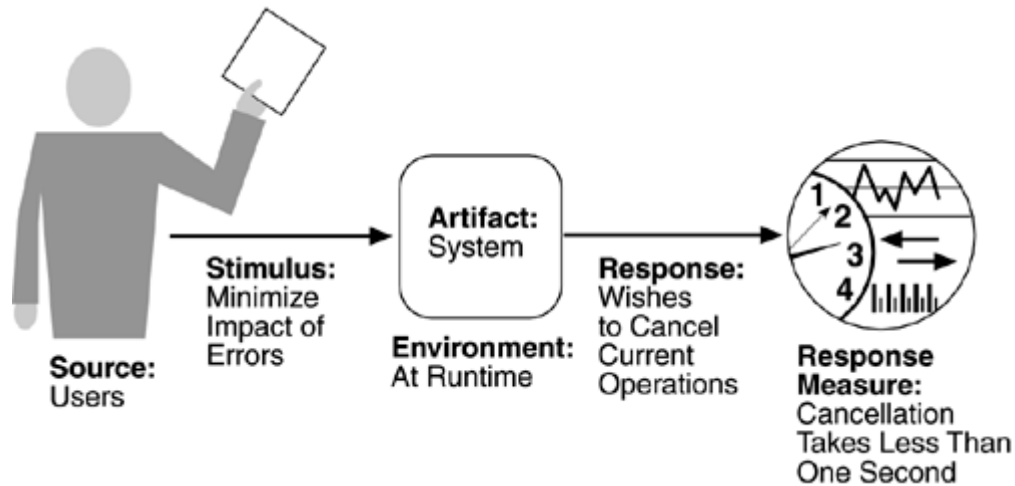 Source:
Users
Stimulus:
Minimize
Impact of
Errors
Artifact:
System
Environment:
At Runtime
Response:
Wishes
to Cancel
Current
Operations
1
2
3
4
Response
Measure:
Cancellation
Takes Less Than
One Second